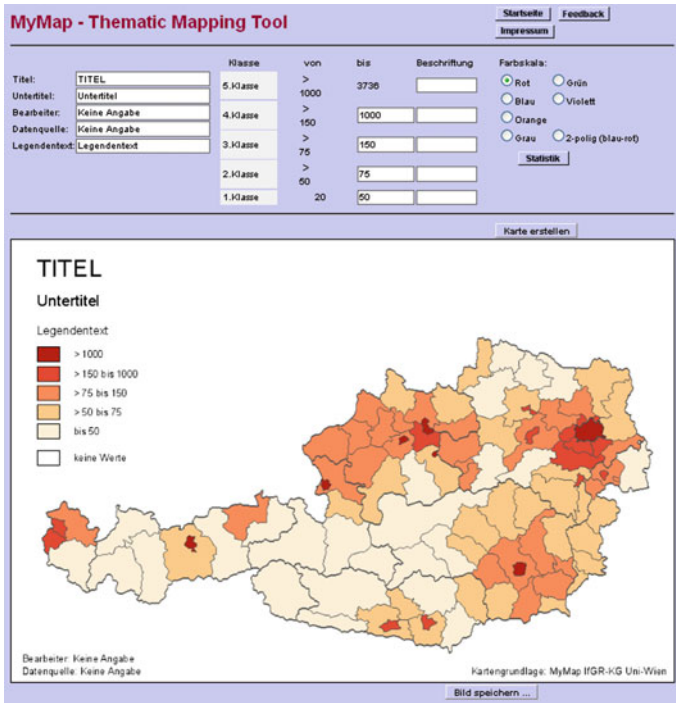 MyMap - Thematic Mapping Tool
Startseite Feedback
Impressum
Klasse von bis Beschriftung Farbskala:
Titel: TITEL
Untertitel: Untertitel
Bearbeiter: Keine Angabe
Datenquelle: Keine Angabe
Legendentext: Legendentext
5.Klasse > 1000 3736
4.Klasse > 150 1000
3.Klasse > 75 150
2.Klasse > 50 75
1.Klasse 20 50
Rot Grün
Blau Violett
Orange
Grau 2-polig (blau-rot)
Statistik
Karte erstellen
TITEL
Untertitel
Legendentext
> 1000
> 150 bis 1000
> 75 bis 150
> 50 bis 75
bis 50
keine Werte
Bearbeiter: Keine Angabe
Datenquelle: Keine Angabe
Kartengrundlage: MyMap IfGR-KG Uni-Wien
Bild speichern ...